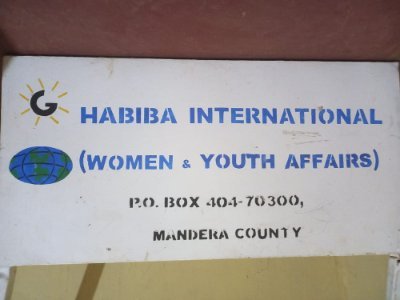 G
HABIBA INTERNATIONAL
(WOMEN & YOUTH AFFAIRS)
P.O. BOX 404-70300,
MANDERA COUNTY